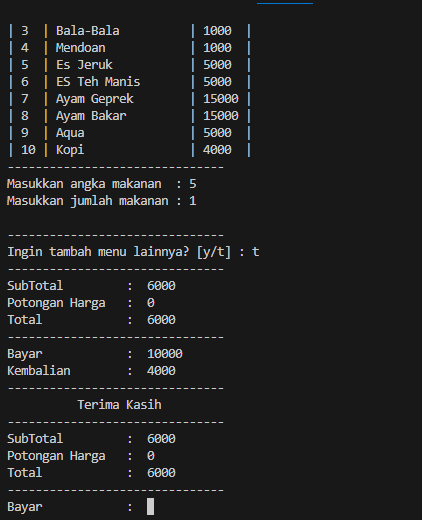 | 3  | Bala-Bala          | 1000  |
| 4  | Mendoan            | 1000  |
| 5  | Es Jeruk           | 5000  |
| 6  | ES Teh Manis       | 5000  |
| 7  | Ayam Geprek        | 15000 |
| 8  | Ayam Bakar         | 15000 |
| 9  | Aqua               | 5000  |
| 10 | Kopi               | 4000  |
-------------------------------
Masukkan angka makanan  : 5
Masukkan jumlah makanan : 1
-------------------------------
Ingin tambah menu lainnya? [y/t] : t
-------------------------------
SubTotal         :  6000
Potongan Harga   :  0
Total            :  6000
-------------------------------
Bayar            :  10000
Kembalian        :  4000
-------------------------------
Terima Kasih
-------------------------------
SubTotal         :  6000
Potongan Harga   :  0
Total            :  6000
-------------------------------
Bayar            :